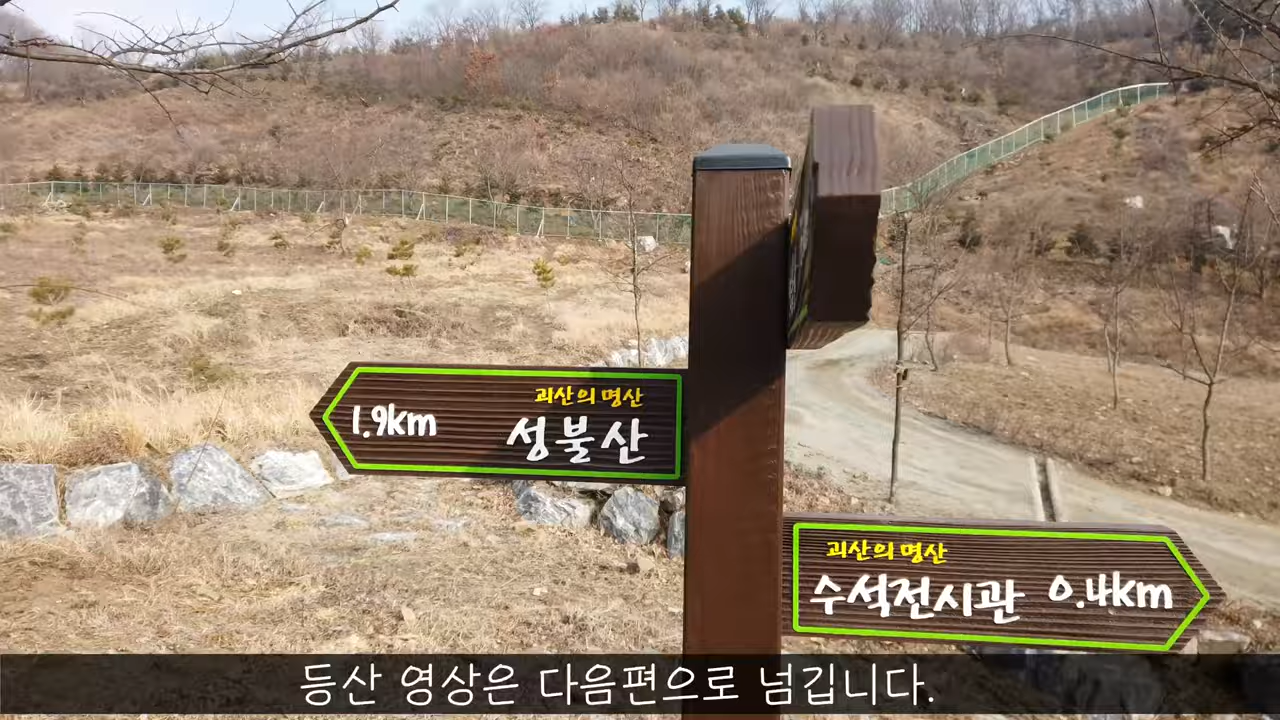 괴산의 명산
1.9km 성불산
괴산의 명산
수석전시관 0.4km
등산 영상은 다음편으로 넘깁니다.